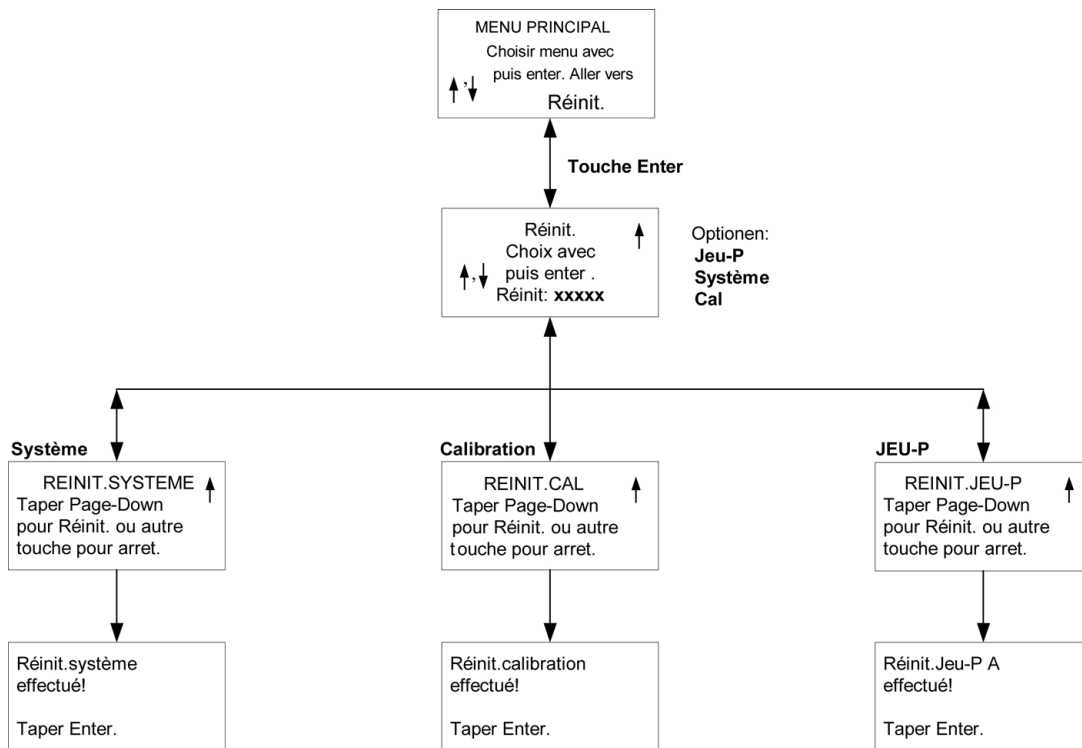 MENU PRINCIPAL
Choisir menu avec
↑,↓ puis enter. Aller vers
Réinit.
Touche Enter
Réinit. ↑
Choix avec
↑,↓ puis enter .
Réinit: xxxxx
Optionen:
Jeu-P
Système
Cal
Système
REINIT.SYSTEME ↑
Taper Page-Down
pour Réinit. ou autre
touche pour arret.
Calibration
REINIT.CAL ↑
Taper Page-Down
pour Réinit. ou autre
touche pour arret.
JEU-P
REINIT.JEU-P ↑
Taper Page-Down
pour Réinit. ou autre
touche pour arret.
Réinit.système
effectué!
Taper Enter.
Réinit.calibration
effectué!
Taper Enter.
Réinit.Jeu-P A
effectué!
Taper Enter.